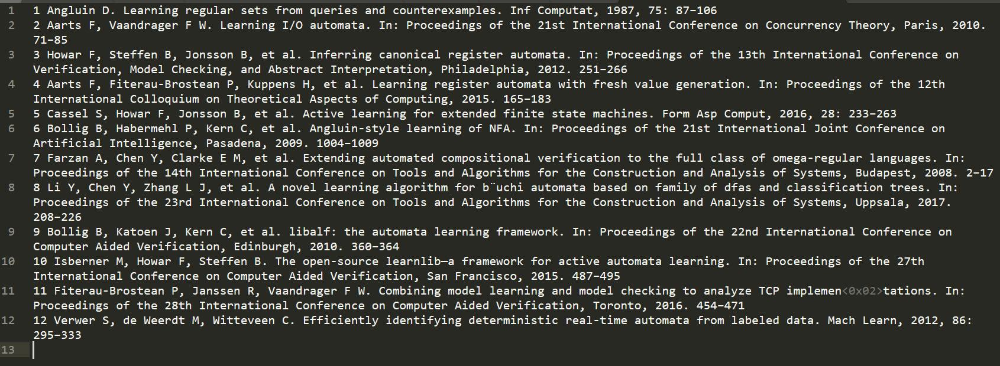 1 1 Angluin D. Learning regular sets from queries and counterexamples. Inf Computat, 1987, 75: 87–106
2 2 Aarts F, Vaandrager F W. Learning I/O automata. In: Proceedings of the 21st International Conference on Concurrency Theory, Paris, 2010.
71–85
3 3 Howar F, Steffen B, Jonsson B, et al. Inferring canonical register automata. In: Proceedings of the 13th International Conference on
Verification, Model Checking, and Abstract Interpretation, Philadelphia, 2012. 251–266
4 4 Aarts F, Fiterau-Brostean P, Kuppens H, et al. Learning register automata with fresh value generation. In: Proceedings of the 12th
International Colloquium on Theoretical Aspects of Computing, 2015. 165–183
5 5 Cassel S, Howar F, Jonsson B, et al. Active learning for extended finite state machines. Form Asp Comput, 2016, 28: 233–263
6 6 Bollig B, Habermehl P, Kern C, et al. Angluin-style learning of NFA. In: Proceedings of the 21st International Joint Conference on
Artificial Intelligence, Pasadena, 2009. 1004–1009
7 7 Farzan A, Chen Y, Clarke E M, et al. Extending automated compositional verification to the full class of omega-regular languages. In:
Proceedings of the 14th International Conference on Tools and Algorithms for the Construction and Analysis of Systems, Budapest, 2008. 2–17
8 8 Li Y, Chen Y, Zhang L J, et al. A novel learning algorithm for b¨uchi automata based on family of dfas and classification trees. In:
Proceedings of the 23rd International Conference on Tools and Algorithms for the Construction and Analysis of Systems, Uppsala, 2017.
208–226
9 9 Bollig B, Katoen J, Kern C, et al. libalf: the automata learning framework. In: Proceedings of the 22nd International Conference on
Computer Aided Verification, Edinburgh, 2010. 360–364
10 10 Isberner M, Howar F, Steffen B. The open-source learnlib—a framework for active automata learning. In: Proceedings of the 27th
International Conference on Computer Aided Verification, San Francisco, 2015. 487–495
11 11 Fiterau-Brostean P, Janssen R, Vaandrager F W. Combining model learning and model checking to analyze TCP implemen<0x02>tations. In:
Proceedings of the 28th International Conference on Computer Aided Verification, Toronto, 2016. 454–471
12 12 Verwer S, de Weerdt M, Witteveen C. Efficiently identifying deterministic real-time automata from labeled data. Mach Learn, 2012, 86:
295–333
13